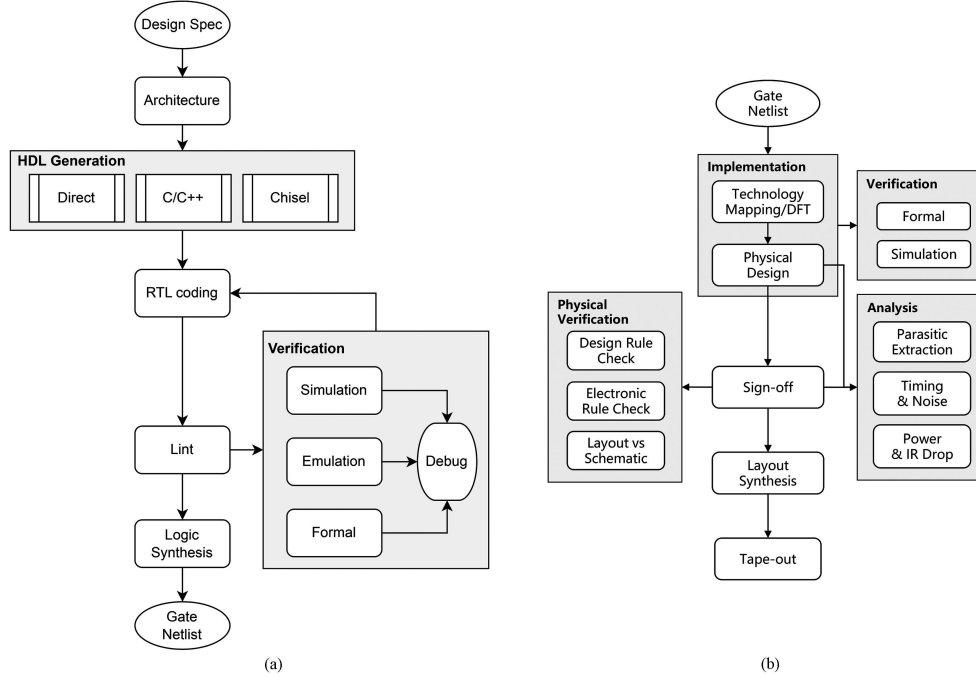 Design Spec
Architecture
HDL Generation
Direct
C/C++
Chisel
RTL coding
Verification
Simulation
Emulation
Formal
Debug
Lint
Logic
Synthesis
Gate
Netlist
(a)
Gate
Netlist
Implementation
Technology
Mapping/DFT
Physical
Design
Verification
Formal
Simulation
Physical
Verification
Design Rule
Check
Electronic
Rule Check
Layout vs
Schematic
Sign-off
Analysis
Parasitic
Extraction
Timing
& Noise
Power
& IR Drop
Layout
Synthesis
Tape-out
(b)